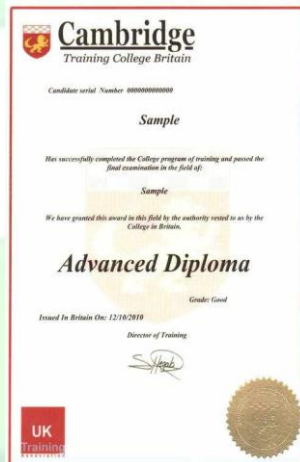 Cambridge
Training College Britain
Candidate serial Number 0000000000000
Sample
Has successfully completed the College program of training and passed the
final examination in the field of:
Sample
We have granted this award in this field by the authority vested to us by the
College in Britain.
Advanced Diploma
Grade: Good
Issued In Britain On: 12/10/2010
Director of Training
UK
Training